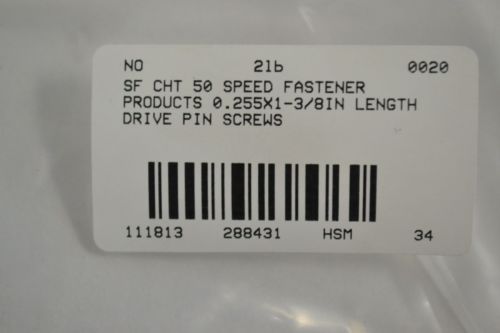 NO 21b 0020
SF CHT 50 SPEED FASTENER
PRODUCTS 0.255X1-3/8IN LENGTH
DRIVE PIN SCREWS
111813 288431 HSM 34